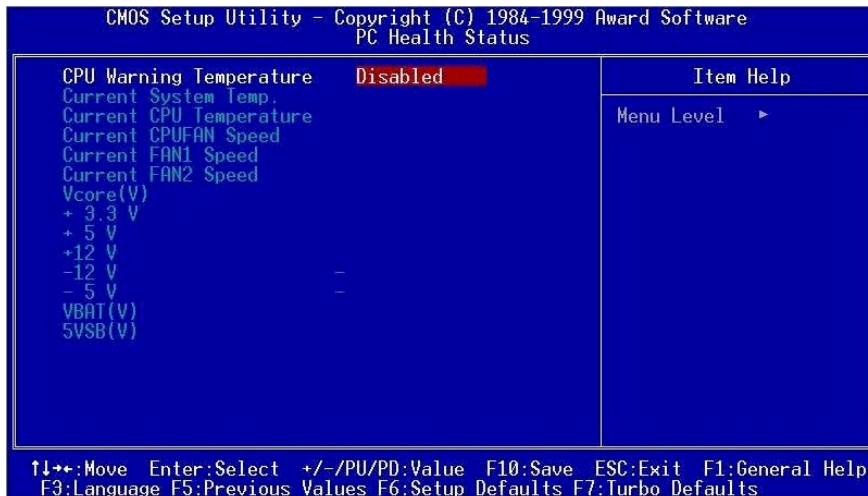 CMOS Setup Utility - Copyright (C) 1984-1999 Award Software
PC Health Status
CPU Warning Temperature Disabled
Current System Temp.
Current CPU Temperature
Current CPUFAN Speed
Current FAN1 Speed
Current FAN2 Speed
Vcore(V)
+ 3.3 V
+ 5 V
+12 V
-12 V -
- 5 V -
VBAT(V)
5VSB(V)
Item Help
Menu Level ►
↑↓→←:Move Enter:Select +/-/PU/PD:Value F10:Save ESC:Exit F1:General Help
F3:Language F5:Previous Values F6:Setup Defaults F7:Turbo Defaults